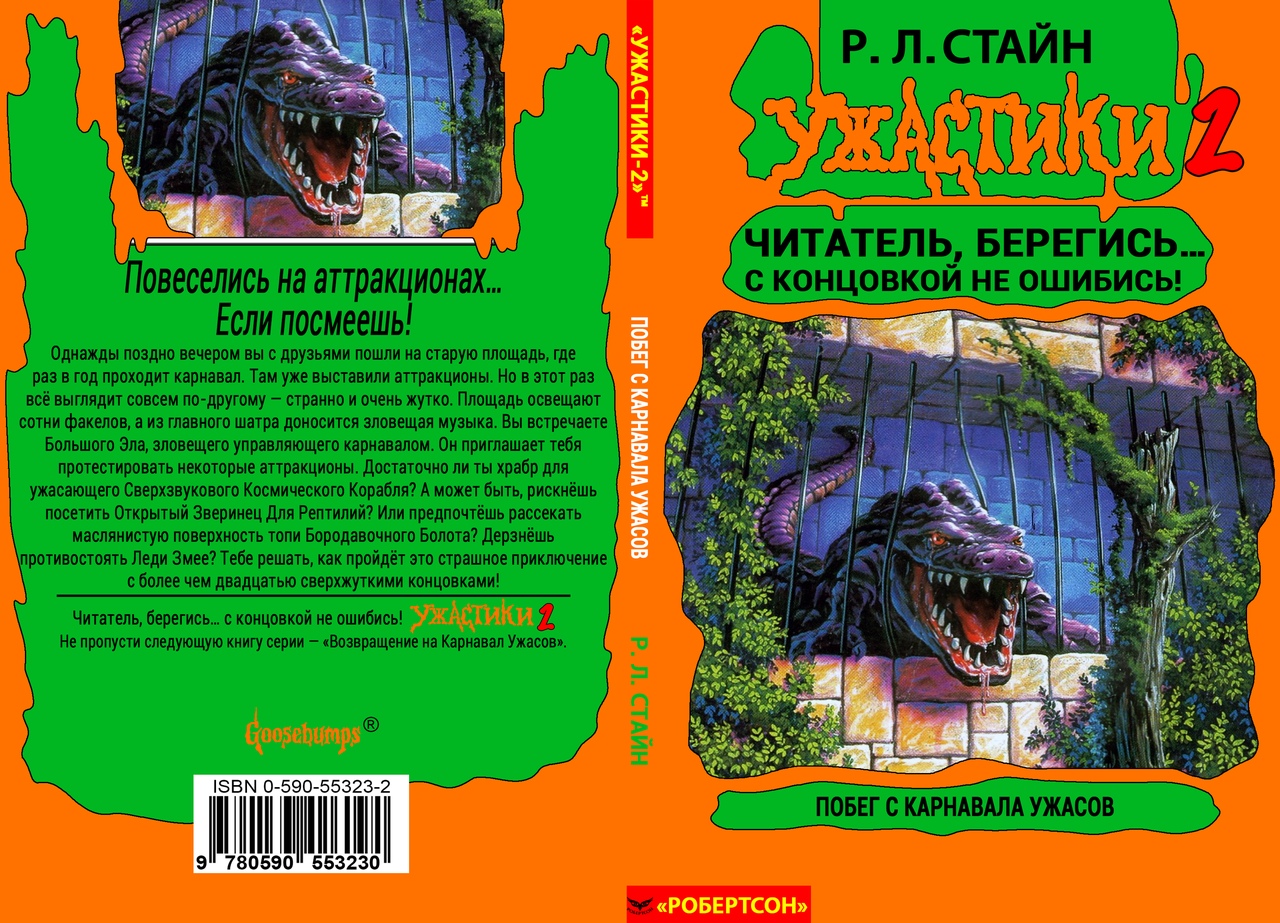 Повеселись на аттракционах...
Если посмеешь!
Однажды поздно вечером вы с друзьями пошли на старую площадь, где
раз в год проходит карнавал. Там уже выставили аттракционы. Но в этот раз
всё выглядит совсем по-другому — странно и очень жутко. Площадь освещают
сотни факелов, а из главного шатра доносится зловещая музыка. Вы встречаете
Большого Эла, зловещего управляющего карнавалом. Он приглашает тебя
протестировать некоторые аттракционы. Достаточно ли ты храбр для
ужасающего Сверхзвукового Космического Корабля? А может быть, рискнёшь
посетить Открытый Зверинец Для Рептилий? Или предпочтёшь рассекать
маслянистую поверхность топи Бородавочного Болота? Дерзнёшь
противостоять Леди Змее? Тебе решать, как пройдёт это страшное приключение
с более чем двадцатью сверхжуткими концовками!
Читатель, берегись... с концовкой не ошибись! УЖАСТИКИ 2
Не пропусти следующую книгу серии — «Возвращение на Карнавал Ужасов».
Goosebumps®
ISBN 0-590-55323-2
9 780590 553230
«УЖАСТИКИ-2»™
ПОБЕГ С КАРНАВАЛА УЖАСОВ
Р. Л. СТАЙН
«РОБЕРТСОН»
Р. Л. СТАЙН
УЖАСТИКИ 2
ЧИТАТЕЛЬ, БЕРЕГИСЬ...
С КОНЦОВКОЙ НЕ ОШИБИСЬ!
ПОБЕГ С КАРНАВАЛА УЖАСОВ